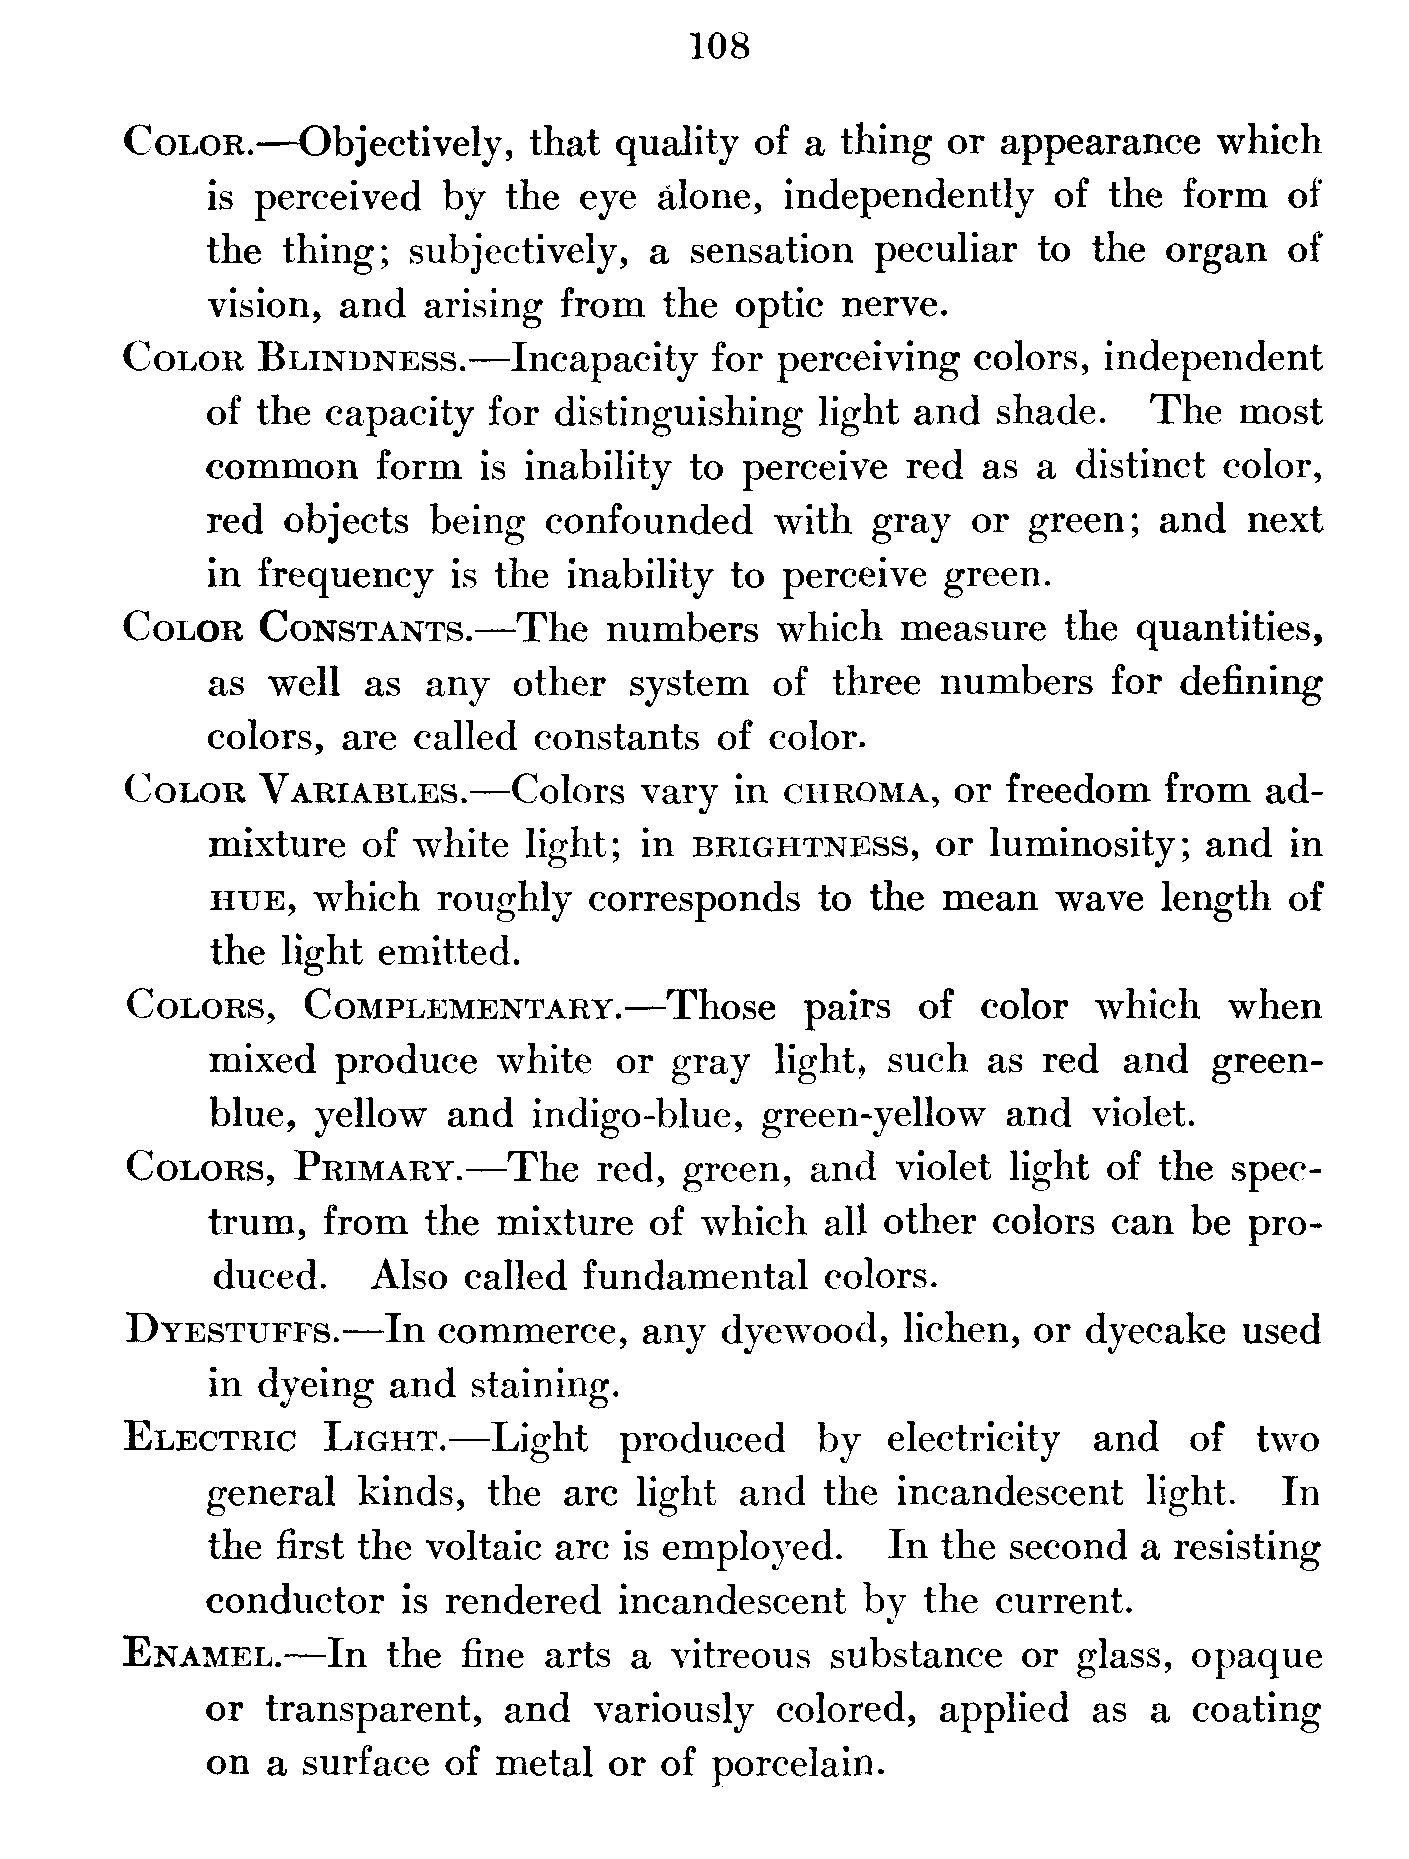 108
COLOR.—Objectively, that quality of a thing or appearance which
is perceived by the eye alone, independently of the form of
the thing; subjectively, a sensation peculiar to the organ of
vision, and arising from the optic nerve.
COLOR BLINDNESS.—Incapacity for perceiving colors, independent
of the capacity for distinguishing light and shade. The most
common form is inability to perceive red as a distinct color,
red objects being confounded with gray or green; and next
in frequency is the inability to perceive green.
COLOR CONSTANTS.—The numbers which measure the quantities,
as well as any other system of three numbers for defining
colors, are called constants of color.
COLOR VARIABLES.—Colors vary in CHROMA, or freedom from ad-
mixture of white light; in BRIGHTNESS, or luminosity; and in
HUE, which roughly corresponds to the mean wave length of
the light emitted.
COLORS, COMPLEMENTARY.—Those pairs of color which when
mixed produce white or gray light, such as red and green-
blue, yellow and indigo-blue, green-yellow and violet.
COLORS, PRIMARY.—The red, green, and violet light of the spec-
trum, from the mixture of which all other colors can be pro-
duced. Also called fundamental colors.
DYESTUFFS.—In commerce, any dyewood, lichen, or dyecake used
in dyeing and staining.
ELECTRIC LIGHT.—Light produced by electricity and of two
general kinds, the arc light and the incandescent light. In
the first the voltaic arc is employed. In the second a resisting
conductor is rendered incandescent by the current.
ENAMEL.—In the fine arts a vitreous substance or glass, opaque
or transparent, and variously colored, applied as a coating
on a surface of metal or of porcelain.